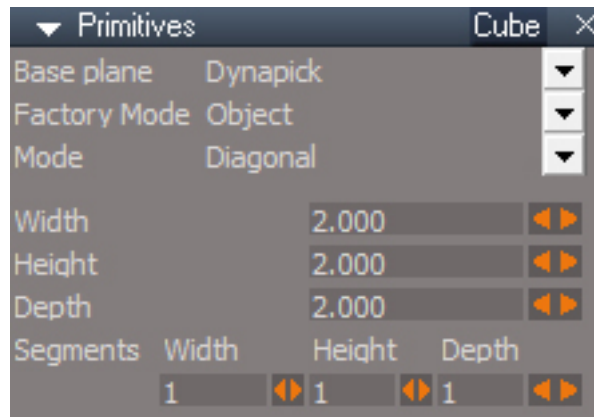 Primitives Cube
Base plane Dynapick
Factory Mode Object
Mode Diagonal
Width 2.000
Height 2.000
Depth 2.000
Segments Width Height Depth
1 1 1